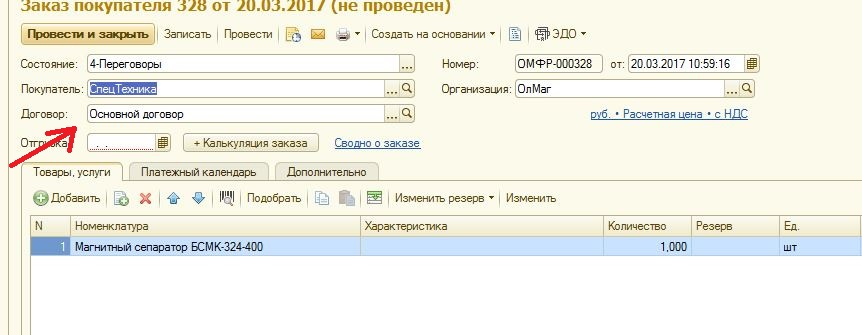 Заказ покупателя 328 от 20.03.2017 (не проведен)
Провести и закрыть Записать Провести Создать на основании ЭДО
Состояние: 4-Переговоры ... Номер: ОМФР-000328 от: 20.03.2017 10:59:16
Покупатель: СпецТехника ... Организация: ОлМаг ...
Договор: Основной договор ... руб. • Расчетная цена • с НДС
Отгрузка: . . + Калькуляция заказа Сводно о заказе
Товары, услуги Платежный календарь Дополнительно
Добавить Подобрать Изменить резерв Изменить
N Номенклатура Характеристика Количество Резерв Ед.
1 Магнитный сепаратор БСМК-324-400 1,000 шт